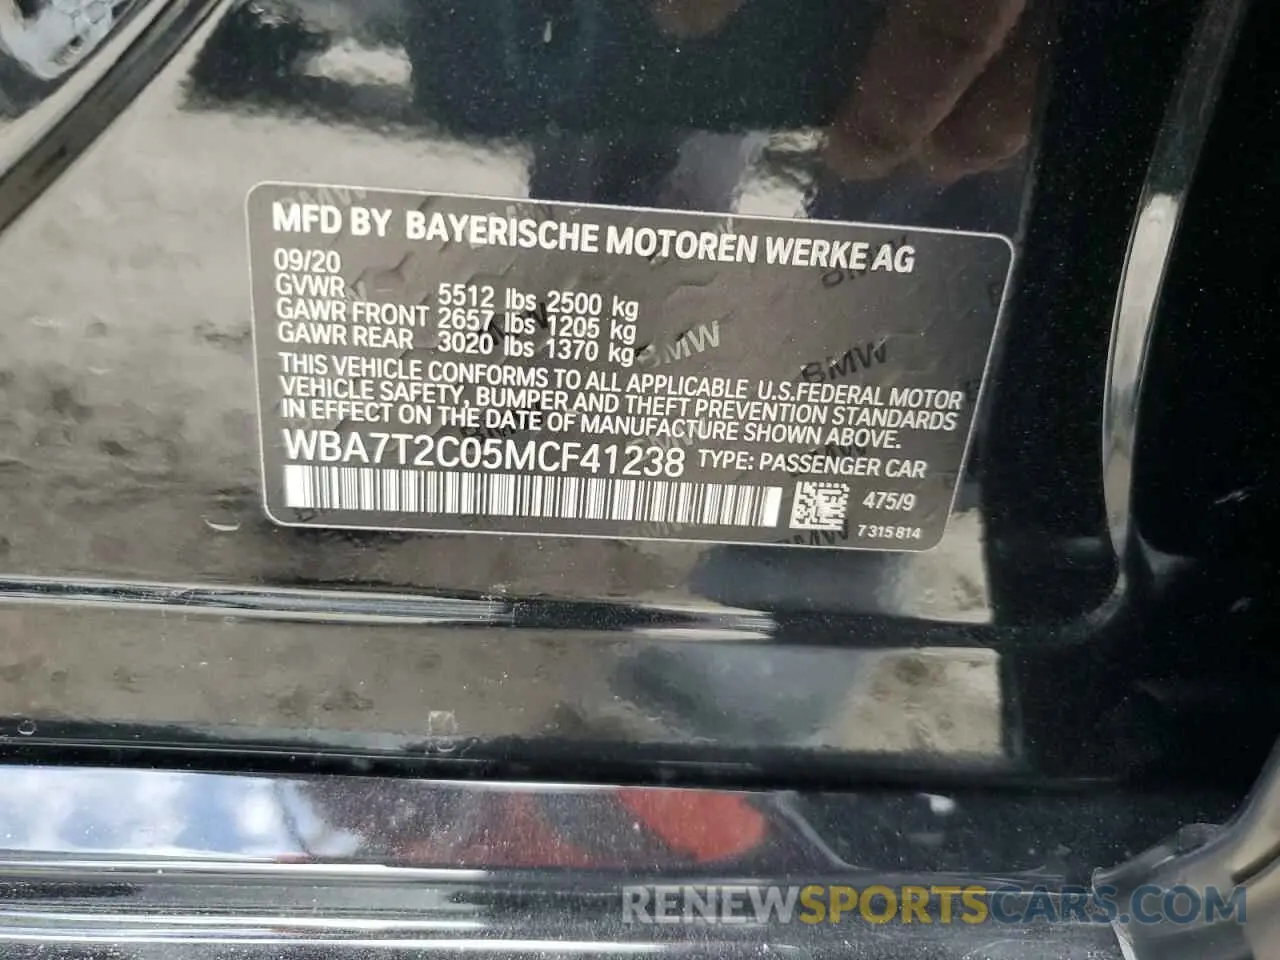 MFD BY BAYERISCHE MOTOREN WERKE AG
09/20
GVWR 5512 lbs 2500 kg
GAWR FRONT 2657 lbs 1205 kg
GAWR REAR 3020 lbs 1370 kg
THIS VEHICLE CONFORMS TO ALL APPLICABLE U.S.FEDERAL MOTOR
VEHICLE SAFETY, BUMPER AND THEFT PREVENTION STANDARDS
IN EFFECT ON THE DATE OF MANUFACTURE SHOWN ABOVE.
WBA7T2C05MCF41238 TYPE: PASSENGER CAR
475/9
7 315 814
BMW
BMW
BMW
RENEWSPORTSCARS.COM